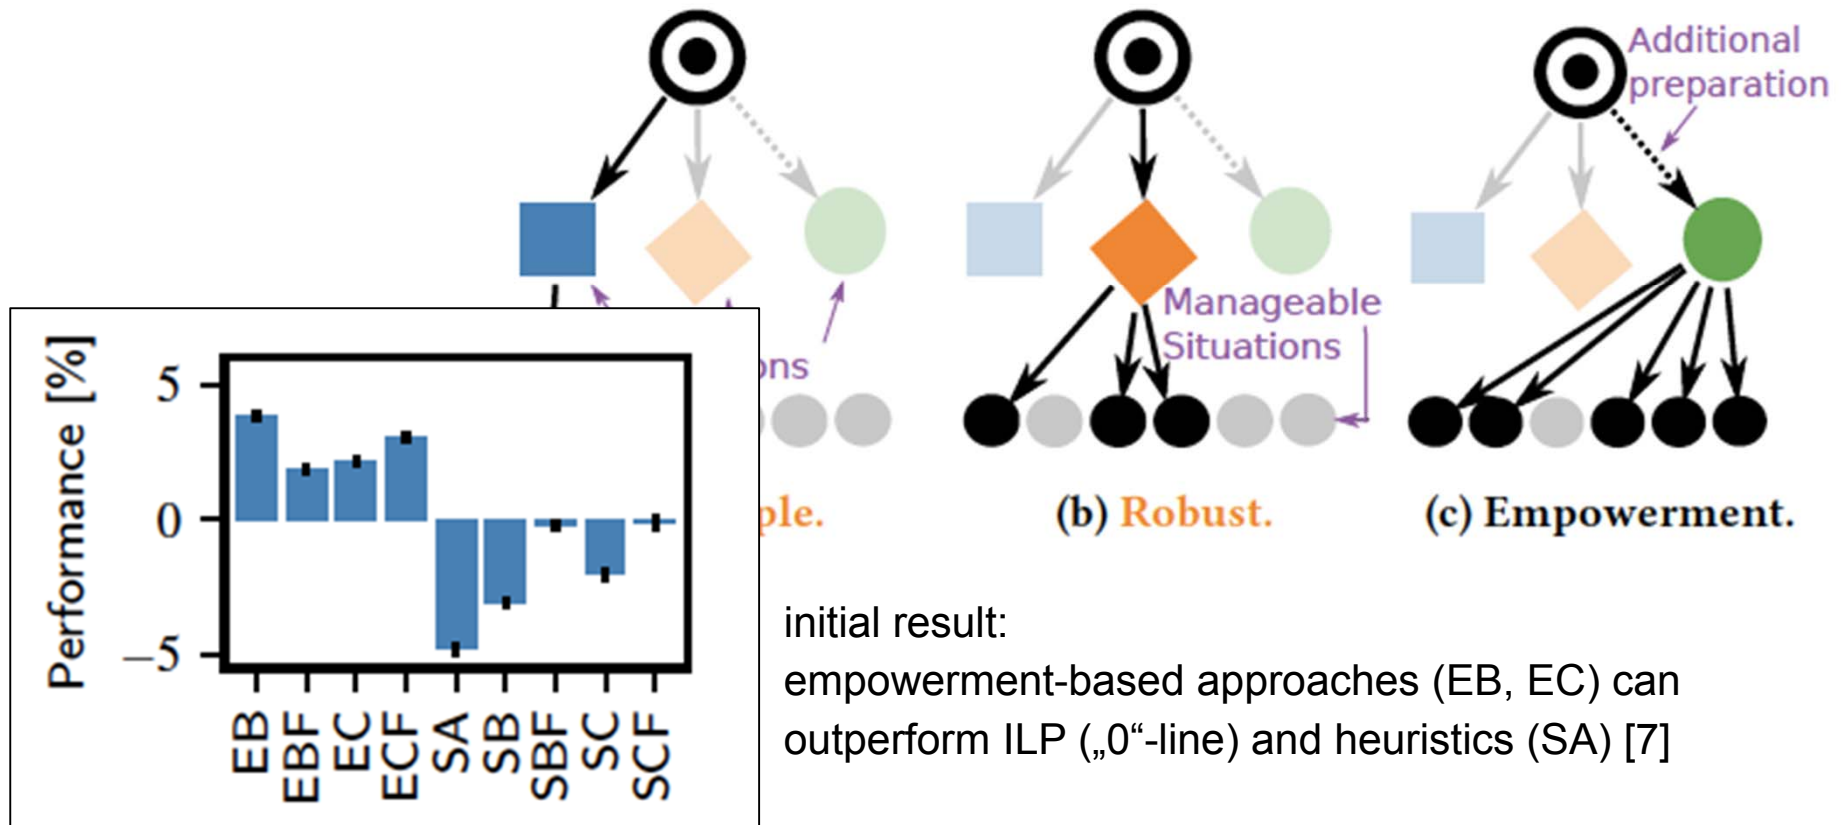 Additional
preparation
Manageable
Situations
ons
ple.
(b) Robust.
(c) Empowerment.
Performance [%]
5
0
−5
EB
EBF
EC
ECF
SA
SB
SBF
SC
SCF
initial result:
empowerment-based approaches (EB, EC) can
outperform ILP („0“-line) and heuristics (SA) [7]